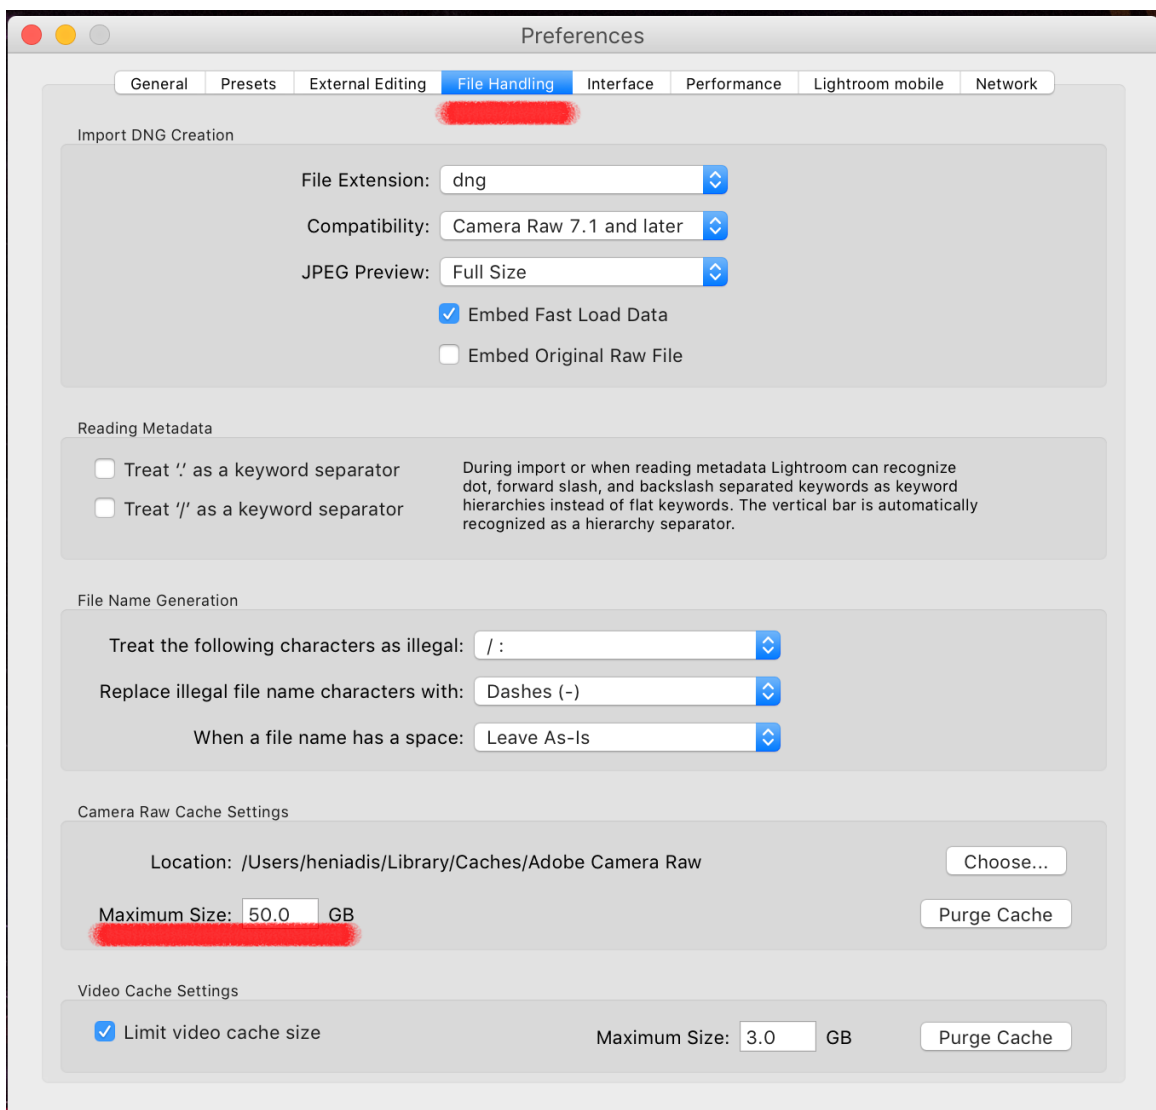 Preferences
General Presets External Editing File Handling Interface Performance Lightroom mobile Network
Import DNG Creation
File Extension: dng
Compatibility: Camera Raw 7.1 and later
JPEG Preview: Full Size
Embed Fast Load Data
Embed Original Raw File
Reading Metadata
Treat ‘.’ as a keyword separator
Treat ‘/’ as a keyword separator
During import or when reading metadata Lightroom can recognize
dot, forward slash, and backslash separated keywords as keyword
hierarchies instead of flat keywords. The vertical bar is automatically
recognized as a hierarchy separator.
File Name Generation
Treat the following characters as illegal: / :
Replace illegal file name characters with: Dashes (-)
When a file name has a space: Leave As-Is
Camera Raw Cache Settings
Location: /Users/heniadis/Library/Caches/Adobe Camera Raw Choose...
Maximum Size: 50.0 GB Purge Cache
Video Cache Settings
Limit video cache size Maximum Size: 3.0 GB Purge Cache